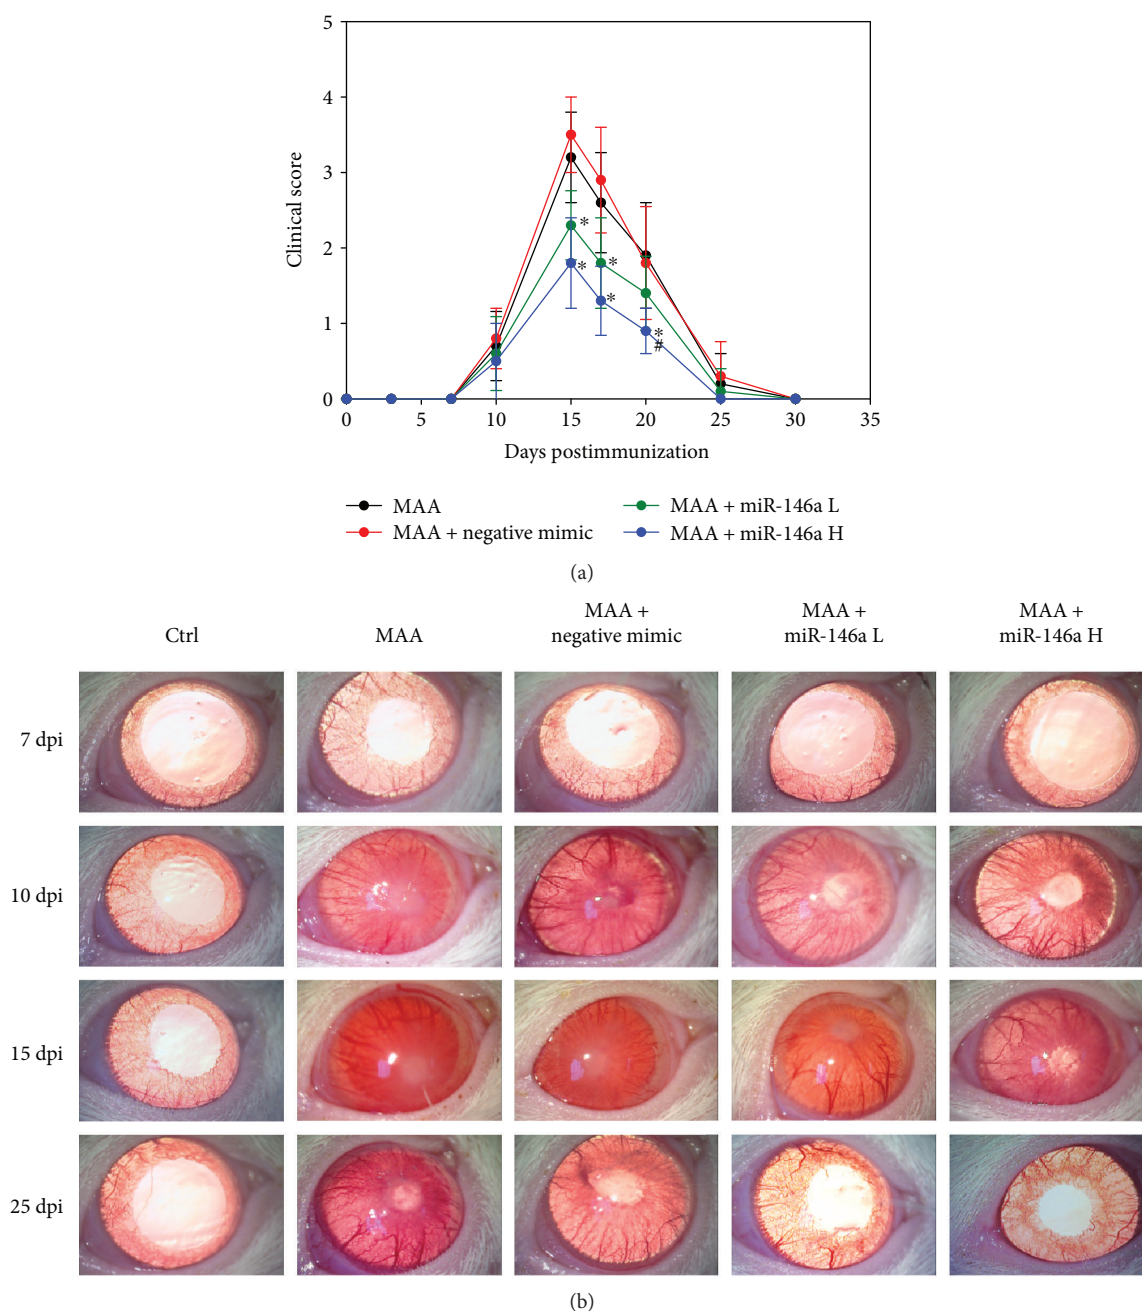 5
4
3
2
1
0
Clinical score
*
*
*
*
*
#
0
5
10
15
20
25
30
35
Days postimmunization
MAA
MAA + miR-146a L
MAA + negative mimic
MAA + miR-146a H
(a)
Ctrl
MAA
MAA +
negative mimic
MAA +
miR-146a L
MAA +
miR-146a H
7 dpi
10 dpi
15 dpi
25 dpi
(b)